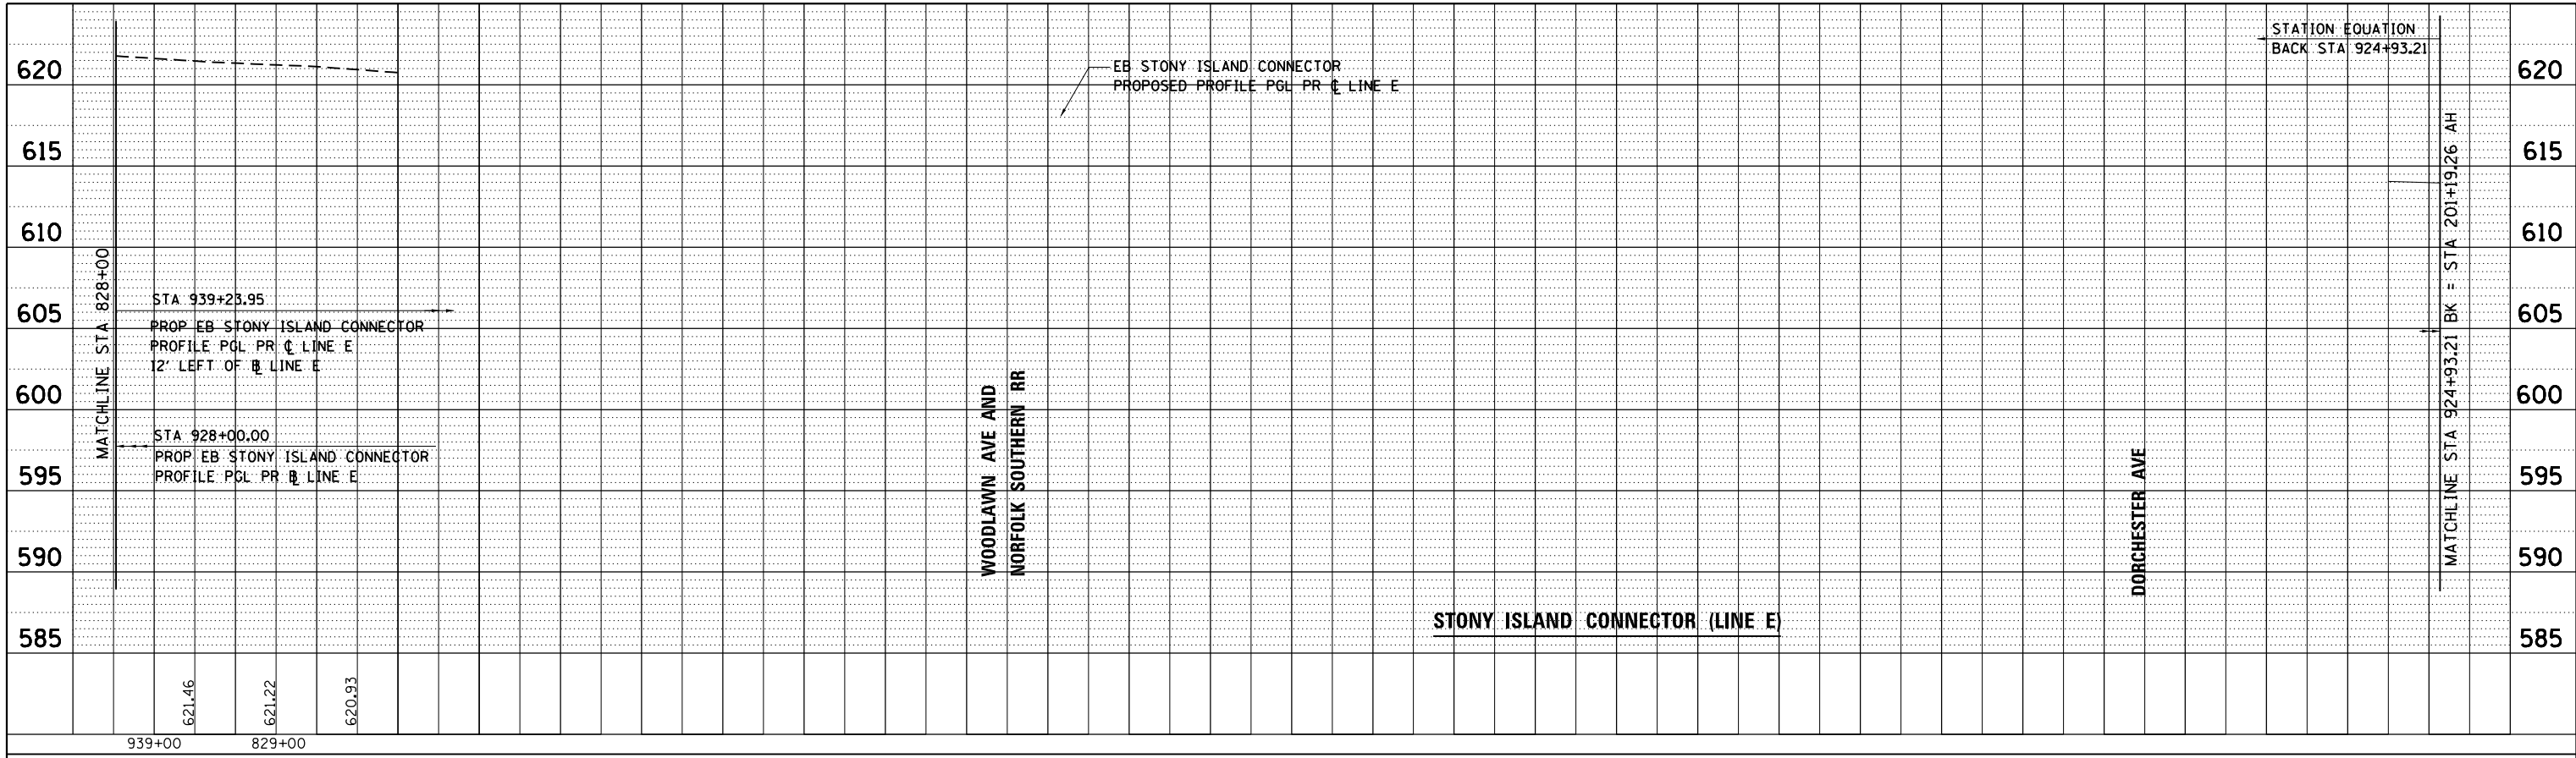 STATION EQUATION
BACK STA 924+93.21
EB STONY ISLAND CONNECTOR
PROPOSED PROFILE PGL PR ℄ LINE E
620
620
615
615
610
610
605
605
600
600
595
595
590
590
585
585
MATCHLINE STA 828+00
STA 939+23.95
PROP EB STONY ISLAND CONNECTOR
PROFILE PGL PR ℄ LINE E
12' LEFT OF BL LINE E
STA 928+00.00
PROP EB STONY ISLAND CONNECTOR
PROFILE PGL PR BL LINE E
WOODLAWN AVE AND
NORFOLK SOUTHERN RR
DORCHESTER AVE
MATCHLINE STA 924+93.21 BK = STA 201+19.26 AH
STONY ISLAND CONNECTOR (LINE E)
621.46
621.22
620.93
939+00
829+00